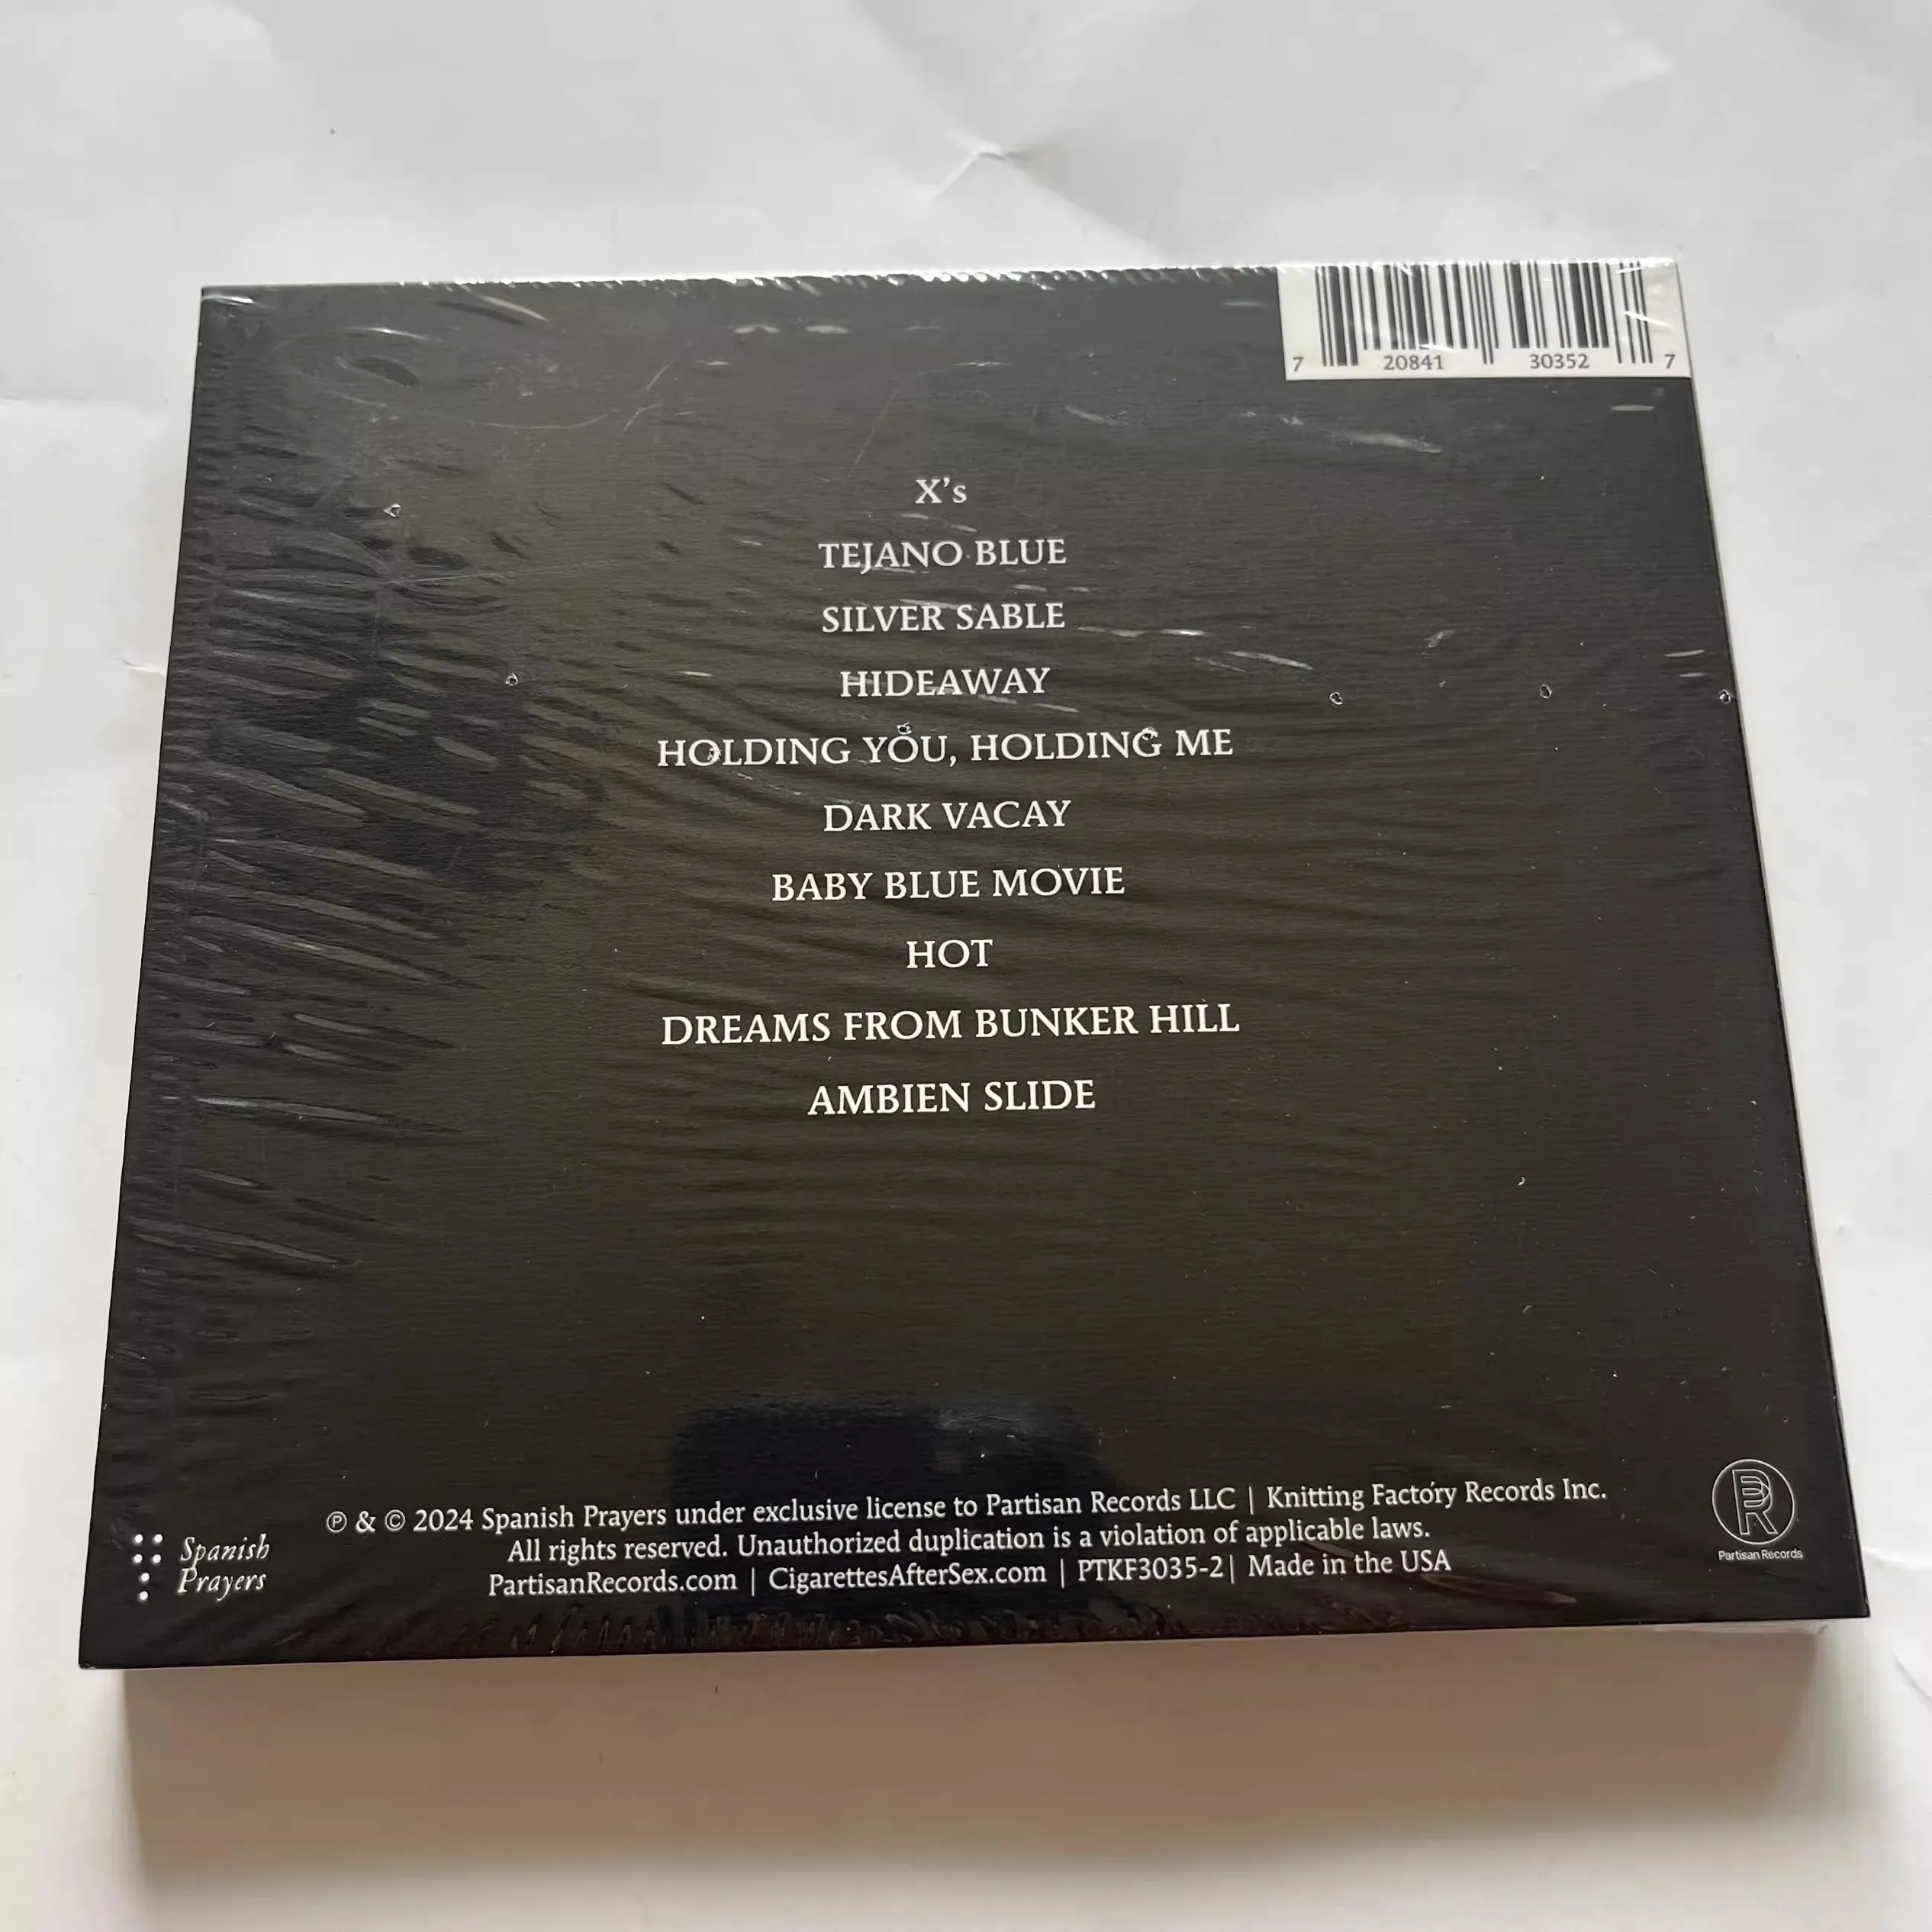 7 20841 30352 7
X's
TEJANO BLUE
SILVER SABLE
HIDEAWAY
HOLDING YOU, HOLDING ME
DARK VACAY
BABY BLUE MOVIE
HOT
DREAMS FROM BUNKER HILL
AMBIEN SLIDE
℗ & © 2024 Spanish Prayers under exclusive license to Partisan Records LLC | Knitting Factory Records Inc.
All rights reserved. Unauthorized duplication is a violation of applicable laws.
PartisanRecords.com | CigarettesAfterSex.com | PTKF3035-2| Made in the USA
Spanish
Prayers
PR
Partisan Records